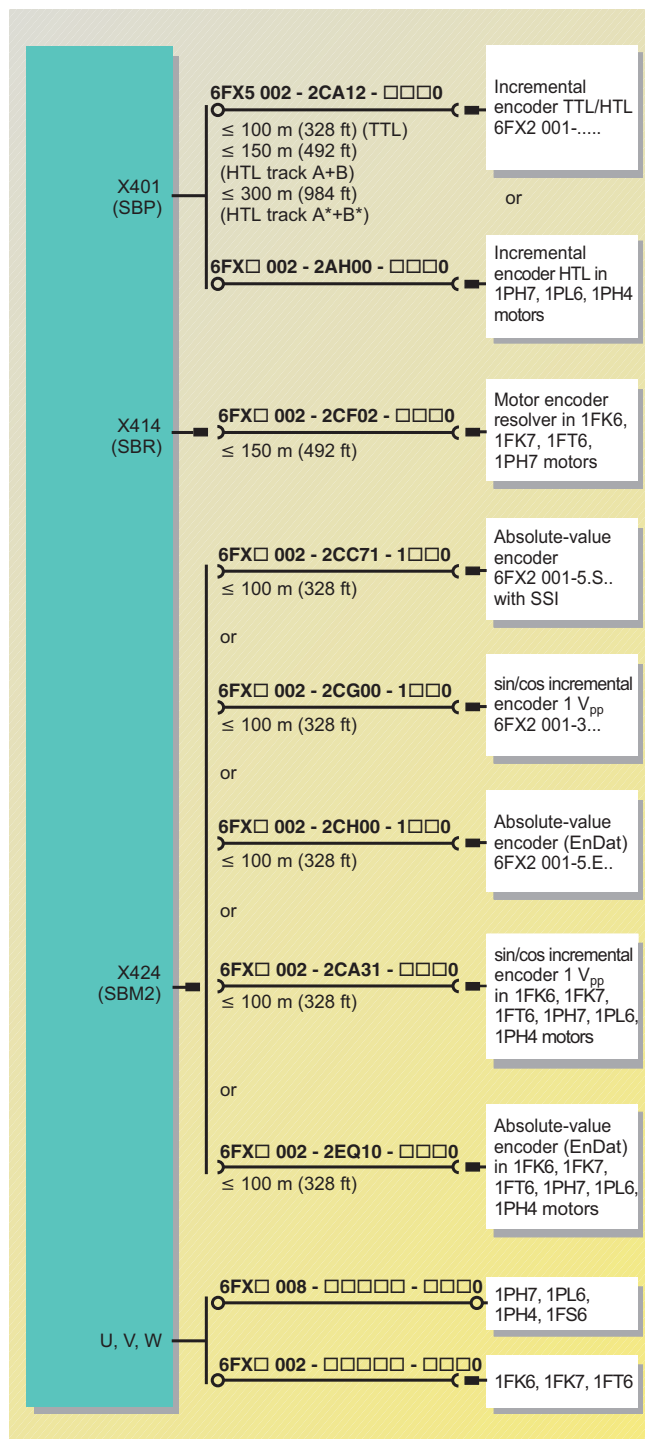 6FX5 002 - 2CA12 - □□□0
≤ 100 m (328 ft) (TTL)
≤ 150 m (492 ft)
(HTL track A+B)
≤ 300 m (984 ft)
(HTL track A*+B*)
Incremental
encoder TTL/HTL
6FX2 001-.....
X401
(SBP)
or
6FX□ 002 - 2AH00 - □□□0
Incremental
encoder HTL in
1PH7, 1PL6, 1PH4
motors
X414
(SBR)
6FX□ 002 - 2CF02 - □□□0
≤ 150 m (492 ft)
Motor encoder
resolver in 1FK6,
1FK7, 1FT6,
1PH7 motors
6FX□ 002 - 2CC71 - 1□□0
≤ 100 m (328 ft)
Absolute-value
encoder
6FX2 001-5.S..
with SSI
or
6FX□ 002 - 2CG00 - 1□□0
≤ 100 m (328 ft)
sin/cos incremental
encoder 1 Vpp
6FX2 001-3...
or
6FX□ 002 - 2CH00 - 1□□0
≤ 100 m (328 ft)
Absolute-value
encoder (EnDat)
6FX2 001-5.E..
or
X424
(SBM2)
6FX□ 002 - 2CA31 - □□□0
≤ 100 m (328 ft)
sin/cos incremental
encoder 1 Vpp
in 1FK6, 1FK7,
1FT6, 1PH7, 1PL6,
1PH4 motors
or
6FX□ 002 - 2EQ10 - □□□0
≤ 100 m (328 ft)
Absolute-value
encoder (EnDat)
in 1FK6, 1FK7,
1FT6, 1PH7, 1PL6,
1PH4 motors
U, V, W
6FX□ 008 - □□□□□ - □□□0
1PH7, 1PL6,
1PH4, 1FS6
6FX□ 002 - □□□□□ - □□□0
1FK6, 1FK7, 1FT6